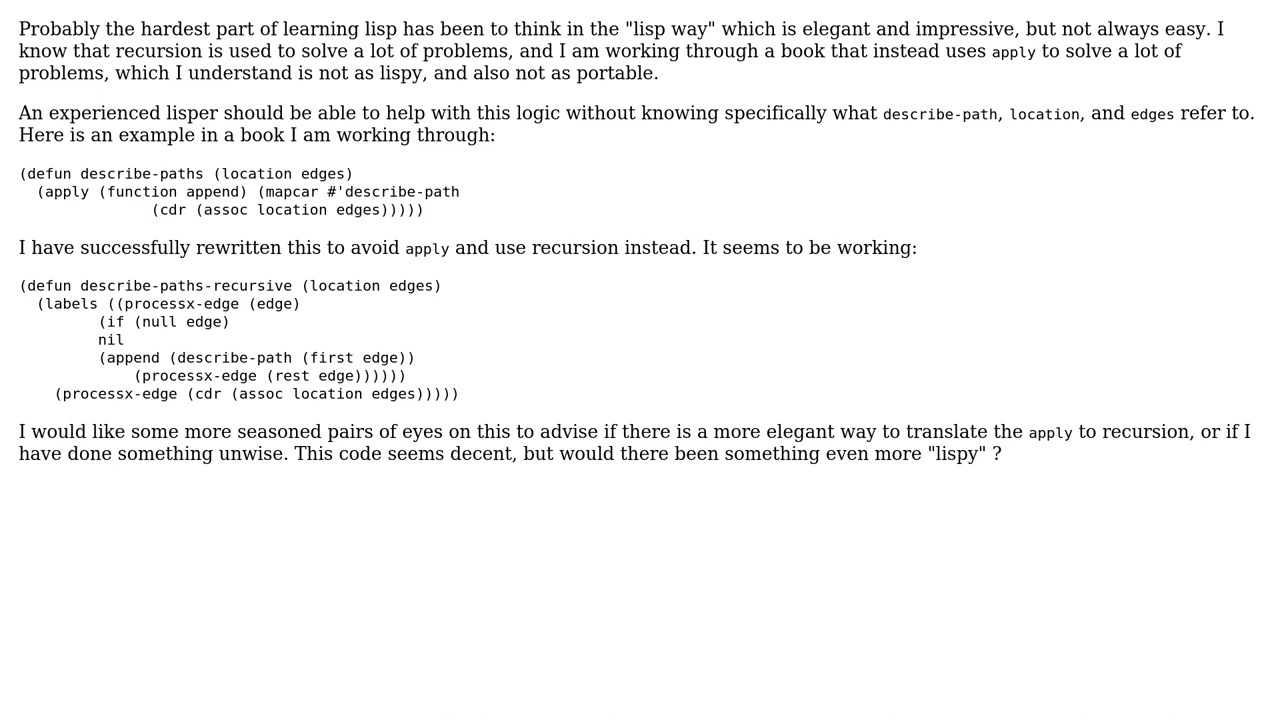 Probably the hardest part of learning lisp has been to think in the "lisp way" which is elegant and impressive, but not always easy. I
know that recursion is used to solve a lot of problems, and I am working through a book that instead uses apply to solve a lot of
problems, which I understand is not as lispy, and also not as portable.
An experienced lisper should be able to help with this logic without knowing specifically what describe-path, location, and edges refer to.
Here is an example in a book I am working through:
(defun describe-paths (location edges)
  (apply (function append) (mapcar #'describe-path
               (cdr (assoc location edges)))))
I have successfully rewritten this to avoid apply and use recursion instead. It seems to be working:
(defun describe-paths-recursive (location edges)
  (labels ((processx-edge (edge)
         (if (null edge)
         nil
         (append (describe-path (first edge))
             (processx-edge (rest edge))))))
    (processx-edge (cdr (assoc location edges)))))
I would like some more seasoned pairs of eyes on this to advise if there is a more elegant way to translate the apply to recursion, or if I
have done something unwise. This code seems decent, but would there been something even more "lispy" ?